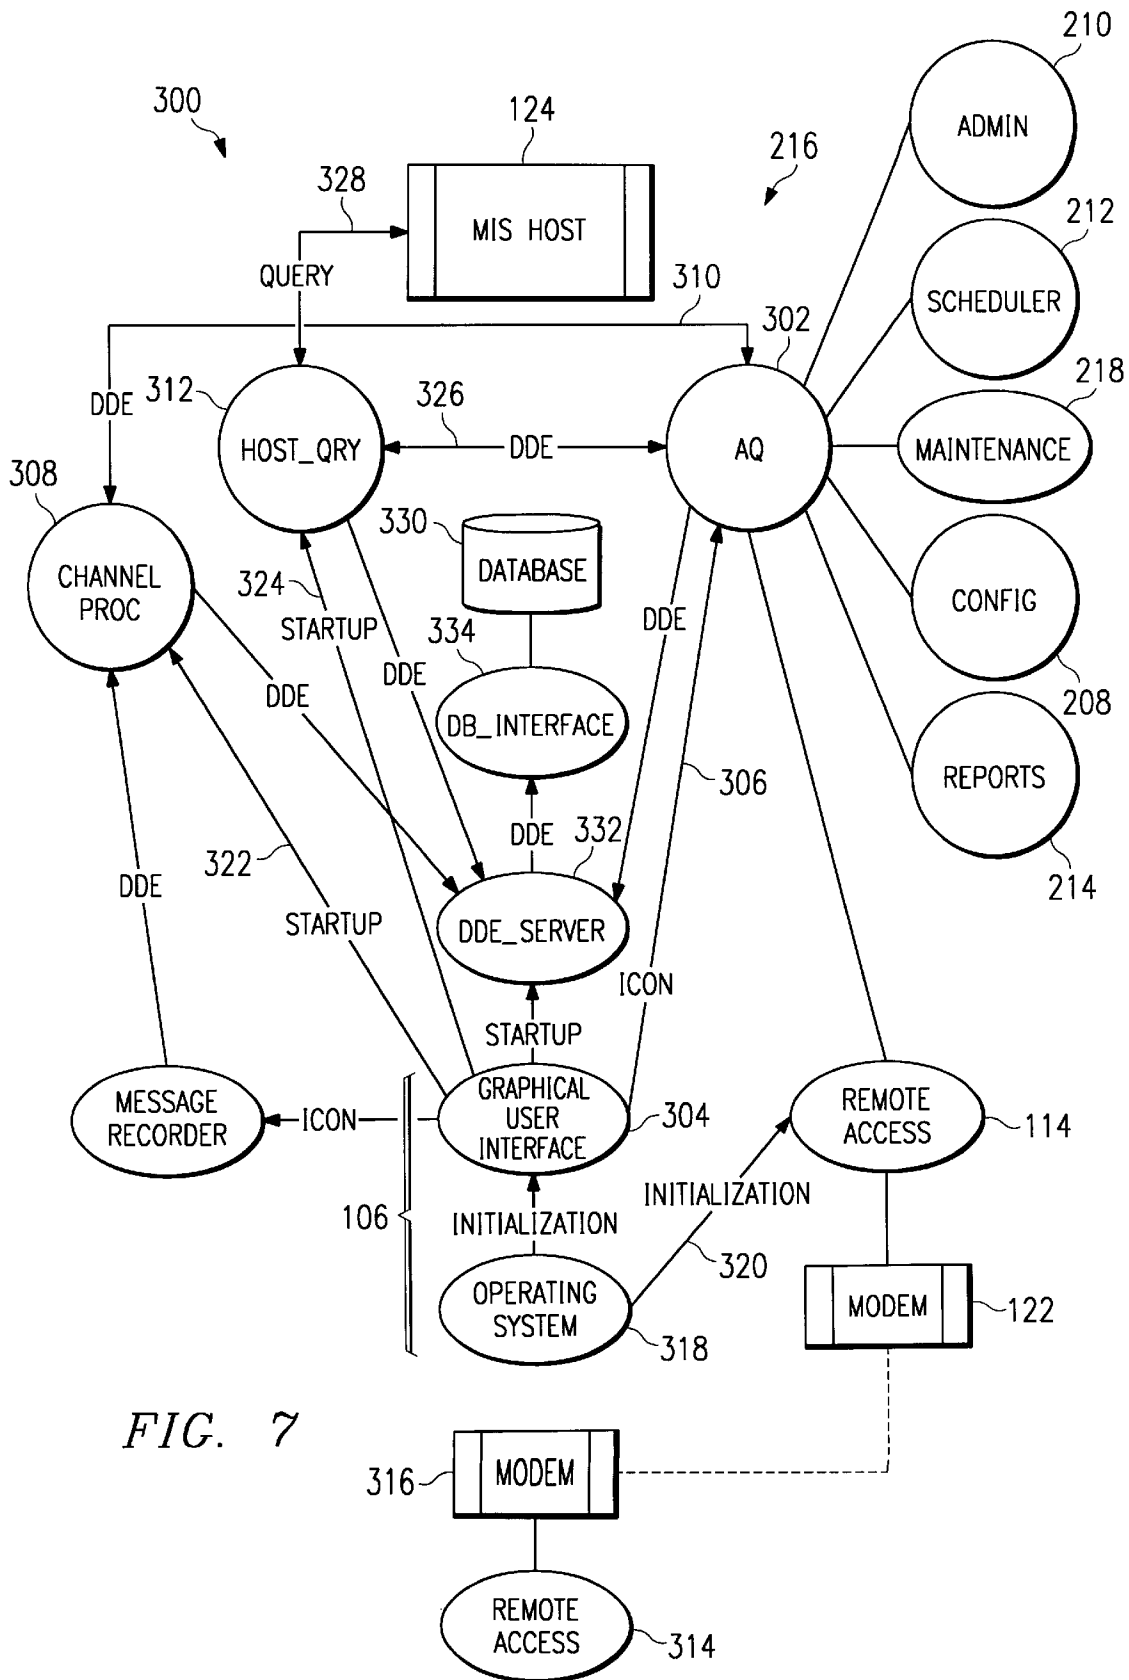 210
ADMIN
300
124
216
328
MIS HOST
212
QUERY
SCHEDULER
310
302
312
DDE
326
218
HOST_QRY
DDE
AQ
MAINTENANCE
308
330
CHANNEL
PROC
324
DATABASE
CONFIG
STARTUP
DDE
334
DDE
208
DDE
DB_INTERFACE
306
REPORTS
DDE
332
322
214
DDE
STARTUP
DDE_SERVER
ICON
STARTUP
MESSAGE
RECORDER
ICON
GRAPHICAL
USER
INTERFACE
304
REMOTE
ACCESS
114
106
INITIALIZATION
INITIALIZATION
320
OPERATING
SYSTEM
318
MODEM
122
FIG. 7
316
MODEM
REMOTE
ACCESS
314